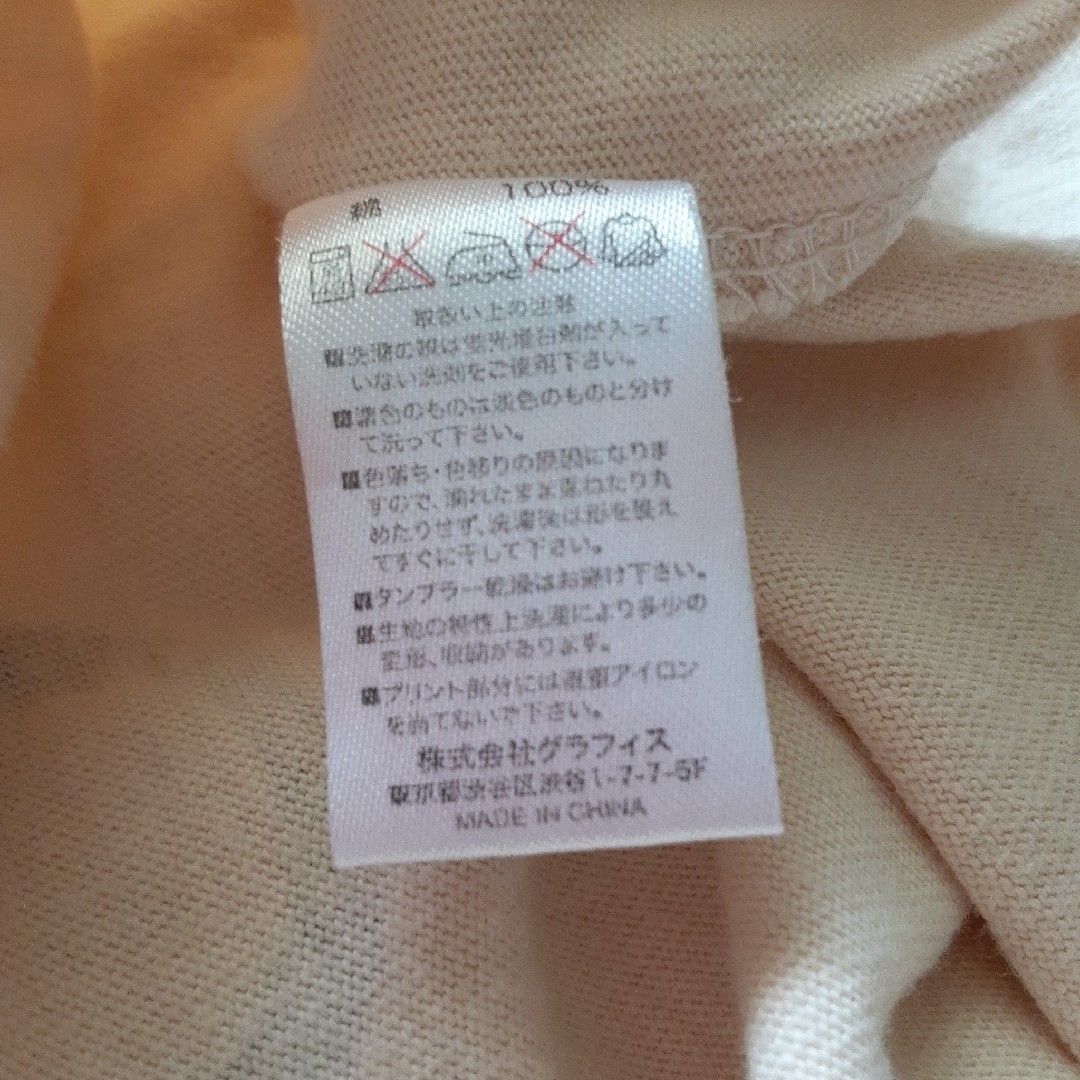 綿 100%
取扱い上の注意
洗濯の際は蛍光増白剤が入って
いない洗剤をご使用下さい。
濃色のものは淡色のものと分け
て洗って下さい。
色落ち・色移りの原因になりま
すので、濡れたまま重ねたり丸
めたりせず、洗濯後は形を整え
てすぐに干して下さい。
タンブラー乾燥はお避け下さい。
生地の特性上洗濯により多少の
変形、収縮があります。
プリント部分には直接アイロン
を当てないで下さい。
株式会社グラフィス
東京都渋谷区渋谷1-7-7-5F
MADE IN CHINA